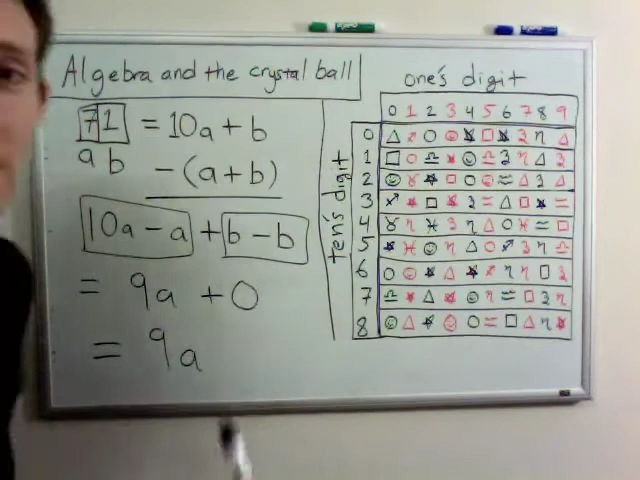 Algebra and the crystal ball
71 = 10a + b
a b - (a + b)
10a - a + b - b
= 9a + 0
= 9a
one's digit
0 1 2 3 4 5 6 7 8 9
ten's digit
0
1
2
3
4
5
6
7
8